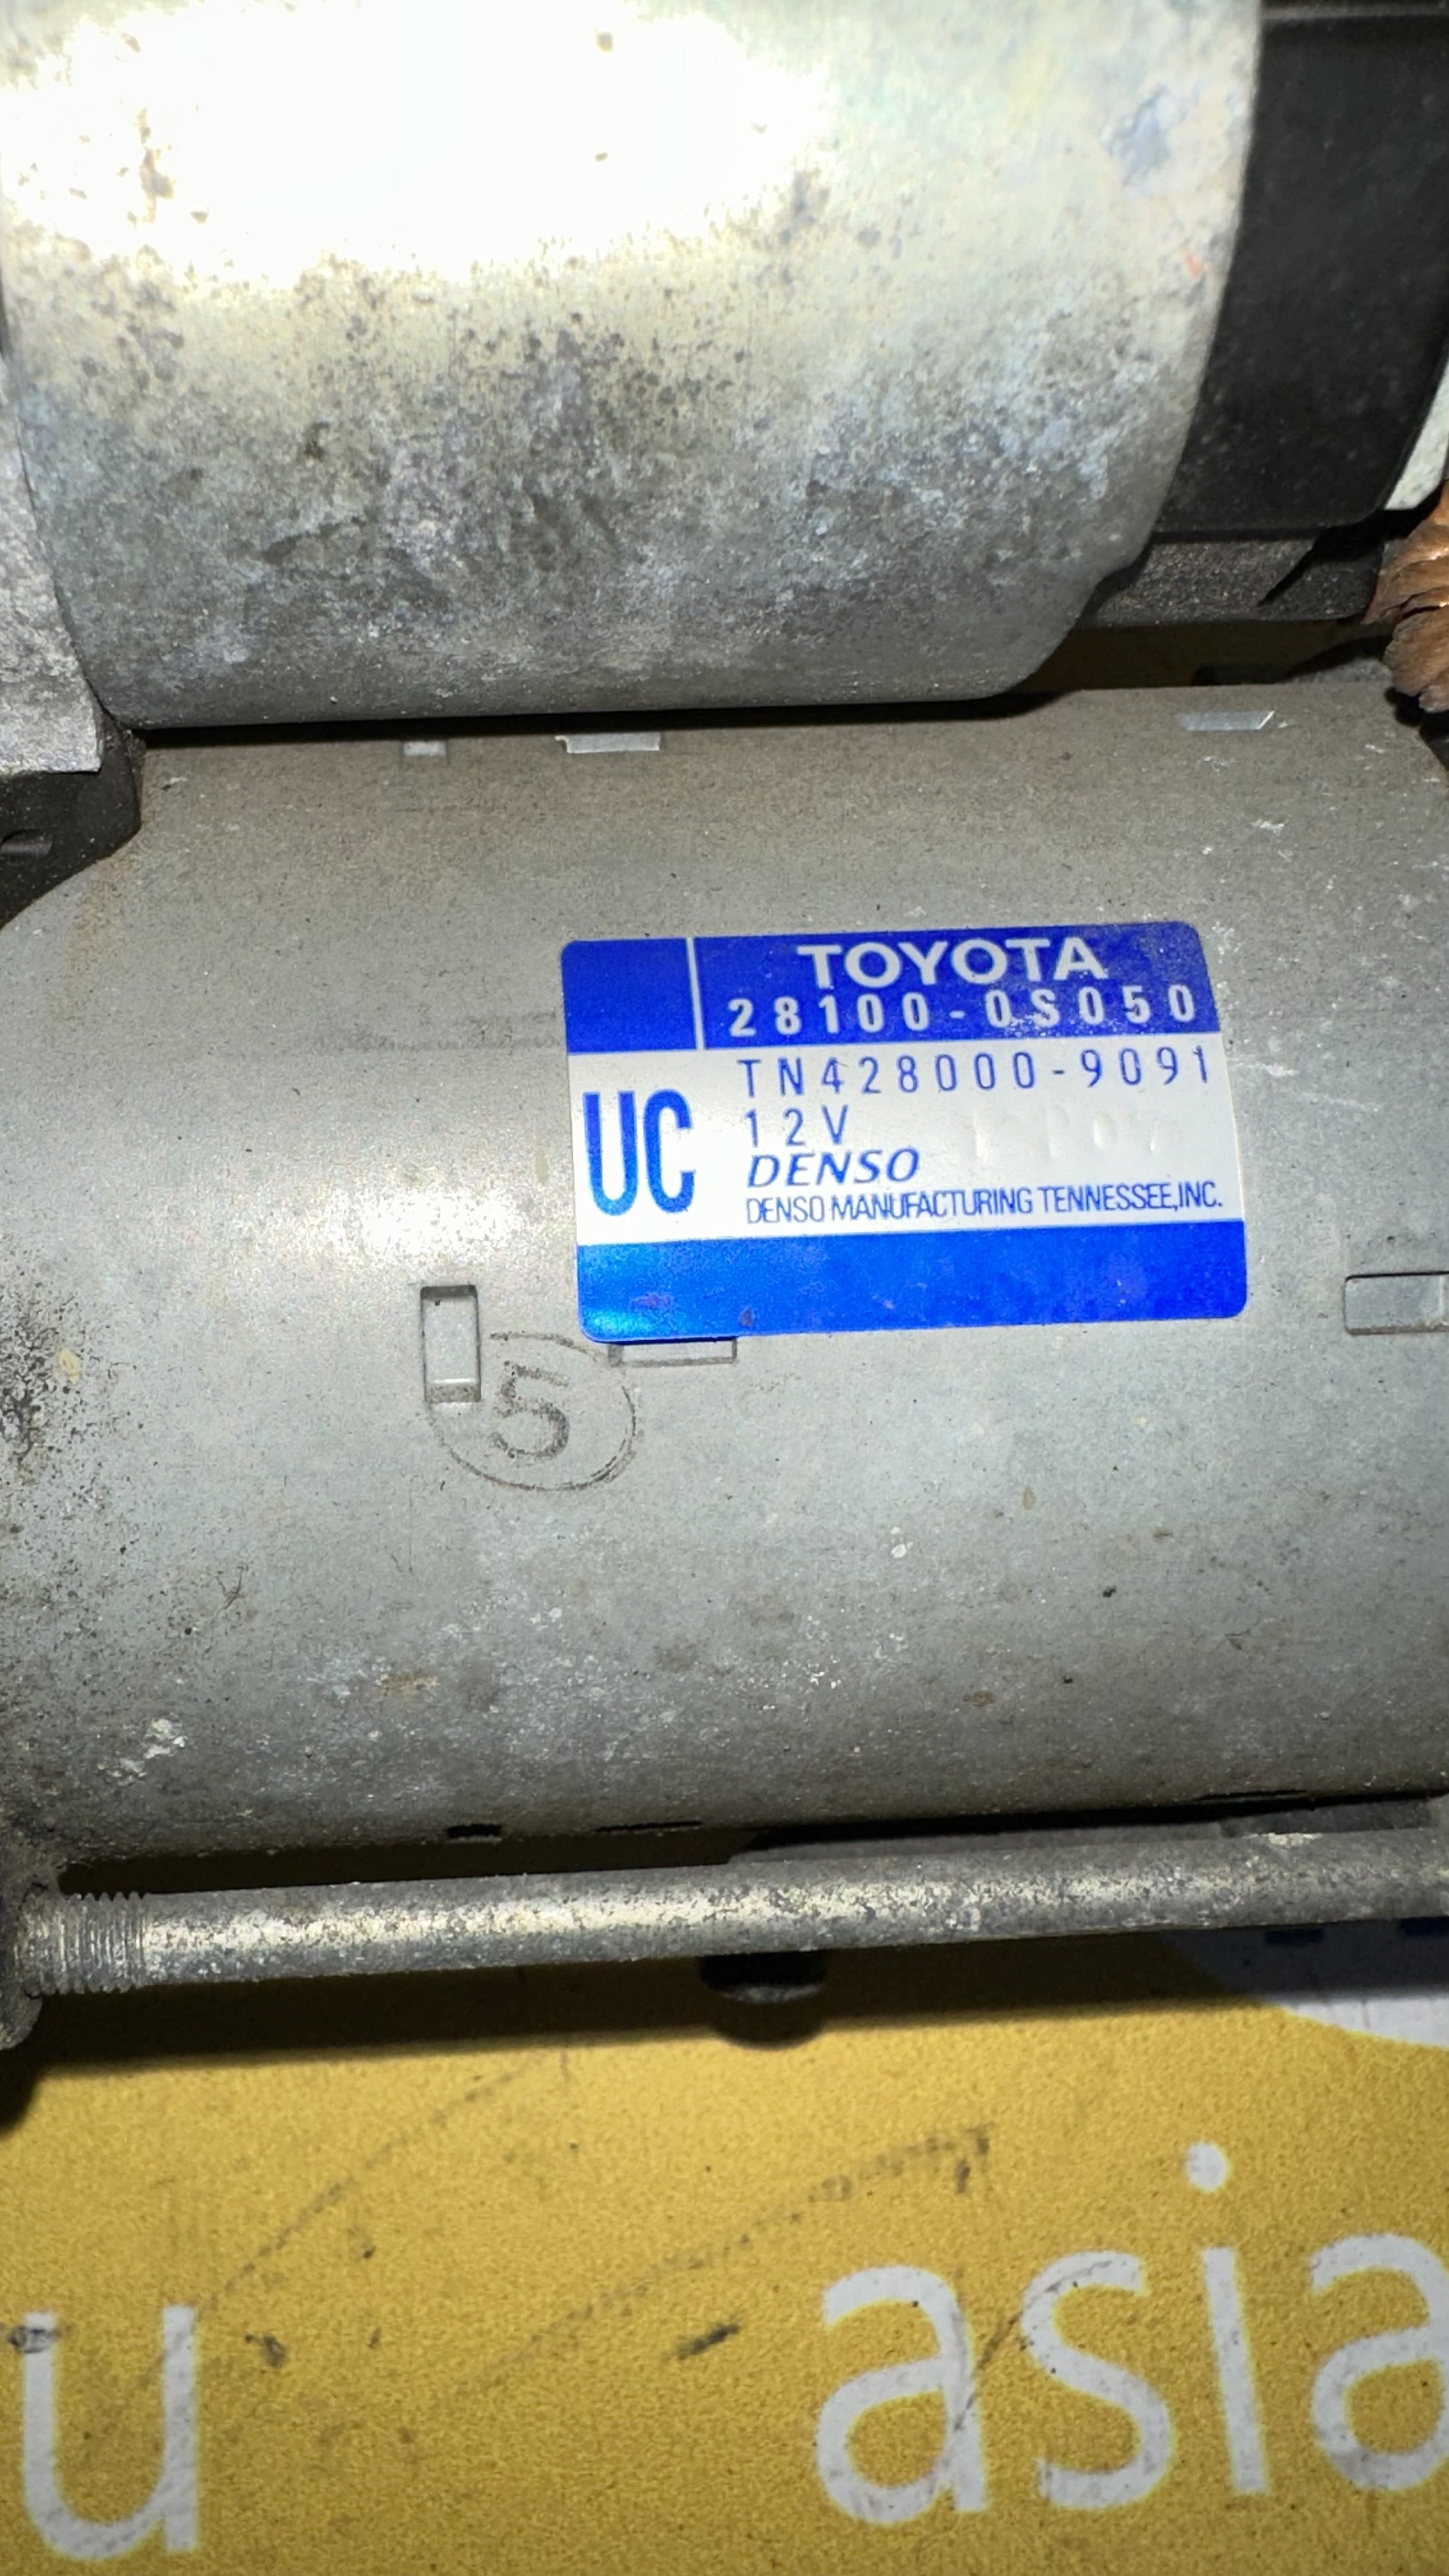 TOYOTA
28100-0S050
TN428000-9091
UC
12V
DENSO
DENSO MANUFACTURING TENNESSEE,INC.
5
u
asia